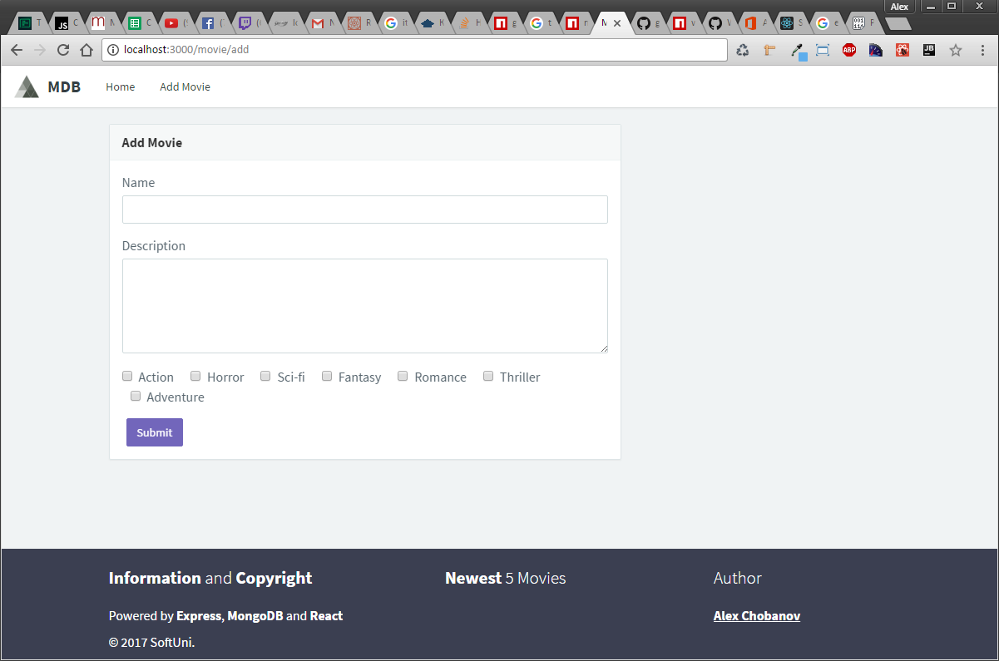 Alex
localhost:3000/movie/add
MDB Home Add Movie
Add Movie
Name
Description
Action Horror Sci-fi Fantasy Romance Thriller
Adventure
Submit
Information and Copyright
Powered by Express, MongoDB and React
© 2017 SoftUni.
Newest 5 Movies
Author
Alex Chobanov